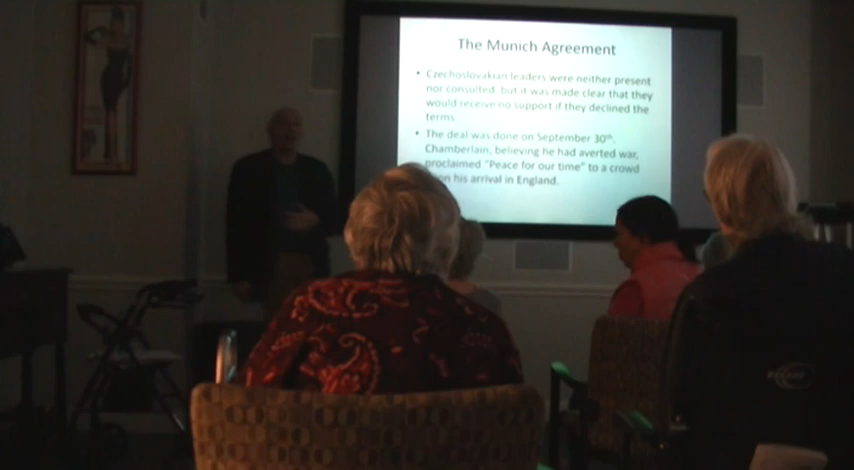 The Munich Agreement
• Czechoslovakian leaders were neither present
nor consulted, but it was made clear that they
would receive no support if they declined the
terms
• The deal was done on September 30th.
Chamberlain, believing he had averted war,
proclaimed "Peace for our time" to a crowd
on his arrival in England.